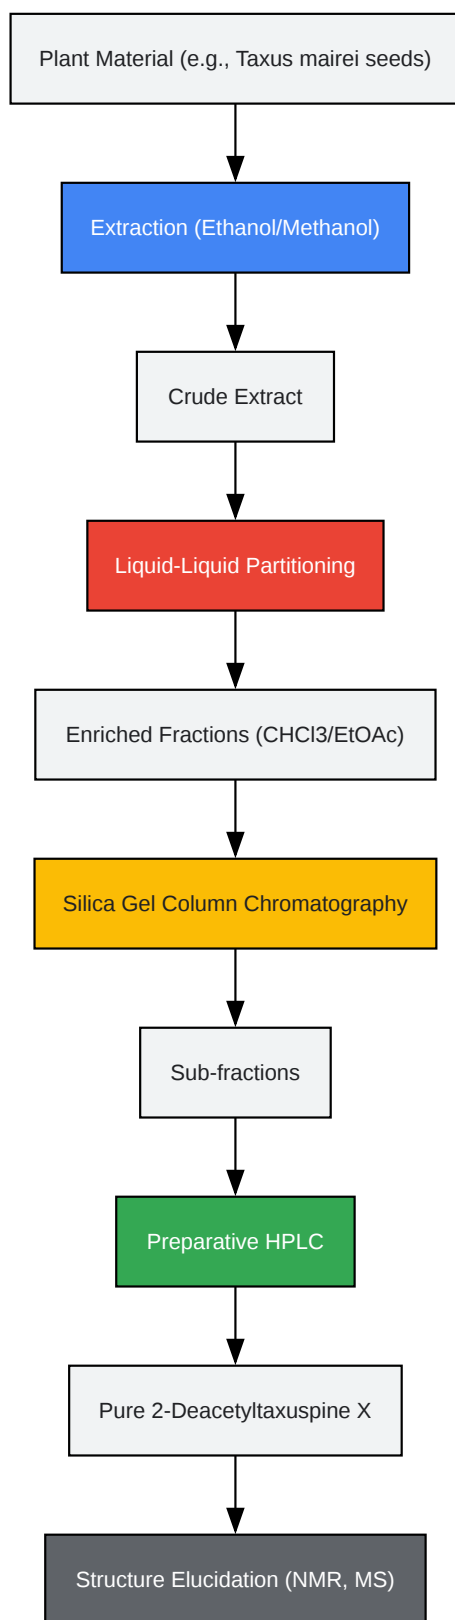 Plant Material (e.g., Taxus mairei seeds)
Extraction (Ethanol/Methanol)
Crude Extract
Liquid-Liquid Partitioning
Enriched Fractions (CHCl3/EtOAc)
Silica Gel Column Chromatography
Sub-fractions
Preparative HPLC
Pure 2-Deacetyltaxuspine X
Structure Elucidation (NMR, MS)